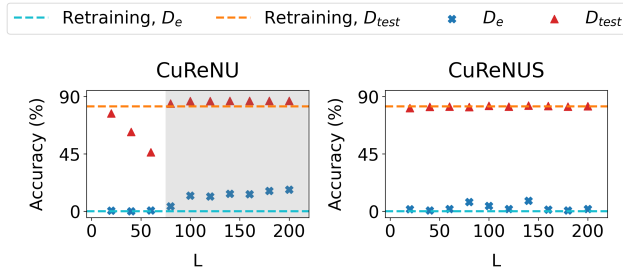 Retraining, D_e Retraining, D_test D_e D_test
CuReNU CuReNUS
Accuracy (%) Accuracy (%)
90 90
45 45
0 0
0 50 100 150 200 0 50 100 150 200
L L